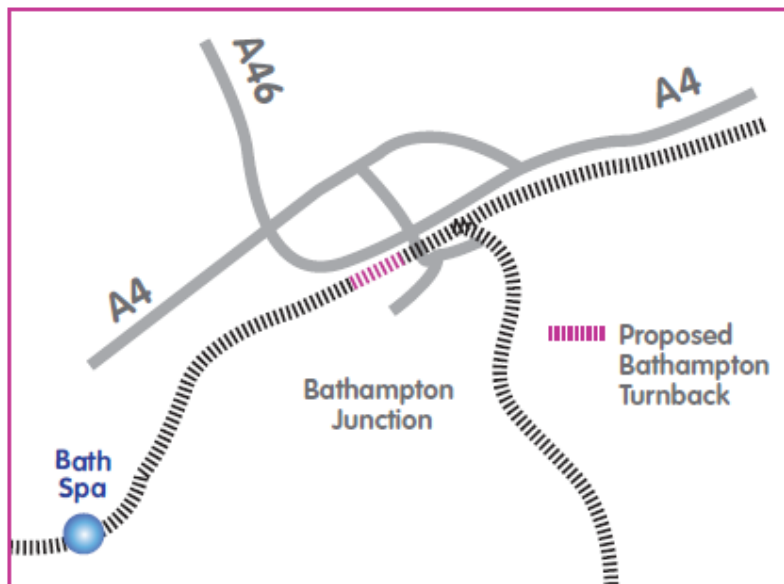 A46
A4
A4
Proposed
Bathampton
Turnback
Bathampton
Junction
Bath
Spa